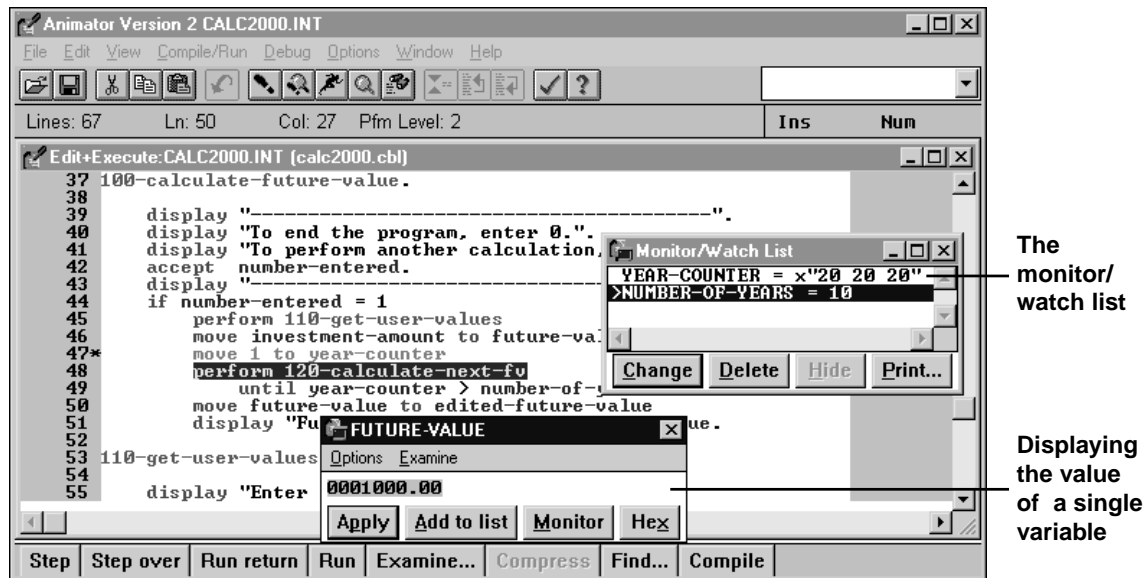 Animator Version 2 CALC2000.INT
File Edit View Compile/Run Debug Options Window Help
Lines: 67 Ln: 50 Col: 27 Pfm Level: 2 Ins Num
Edit+Execute:CALC2000.INT (calc2000.cbl)
37 100-calculate-future-value.
38
39 display "-----------------------------------------".
40 display "To end the program, enter 0.".
41 display "To perform another calculation,
42 accept number-entered.
43 display "--------------------------------
44 if number-entered = 1
45 perform 110-get-user-values
46 move investment-amount to future-val
47* move 1 to year-counter
48 perform 120-calculate-next-fv
49 until year-counter > number-of-y
50 move future-value to edited-future-value
51 display "Fu ue.
52
53 110-get-user-values
54
55 display "Enter
Monitor/Watch List
YEAR-COUNTER = x"20 20 20"
>NUMBER-OF-YEARS = 10
Change Delete Hide Print...
FUTURE-VALUE
Options Examine
0001000.00
Apply Add to list Monitor Hex
Step Step over Run return Run Examine... Compress Find... Compile
The
monitor/
watch list
Displaying
the value
of a single
variable